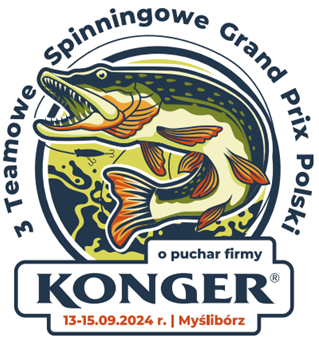 3 Teamowe Spinningowe Grand Prix Polski
o puchar firmy
KONGER®
13-15.09.2024 r. | Myślibórz